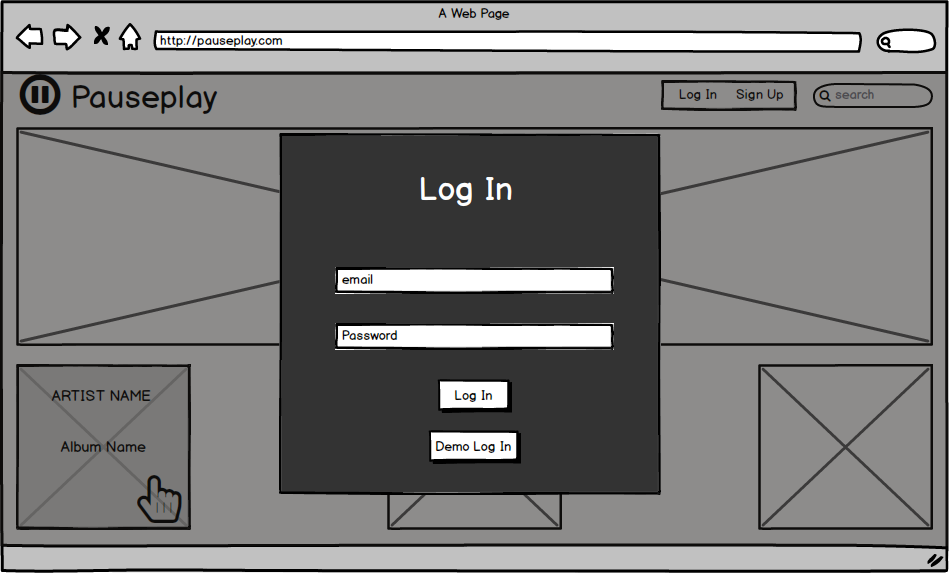 A Web Page
http://pauseplay.com
Pauseplay
Log In
Sign Up
search
Log In
email
Password
Log In
Demo Log In
ARTIST NAME
Album Name